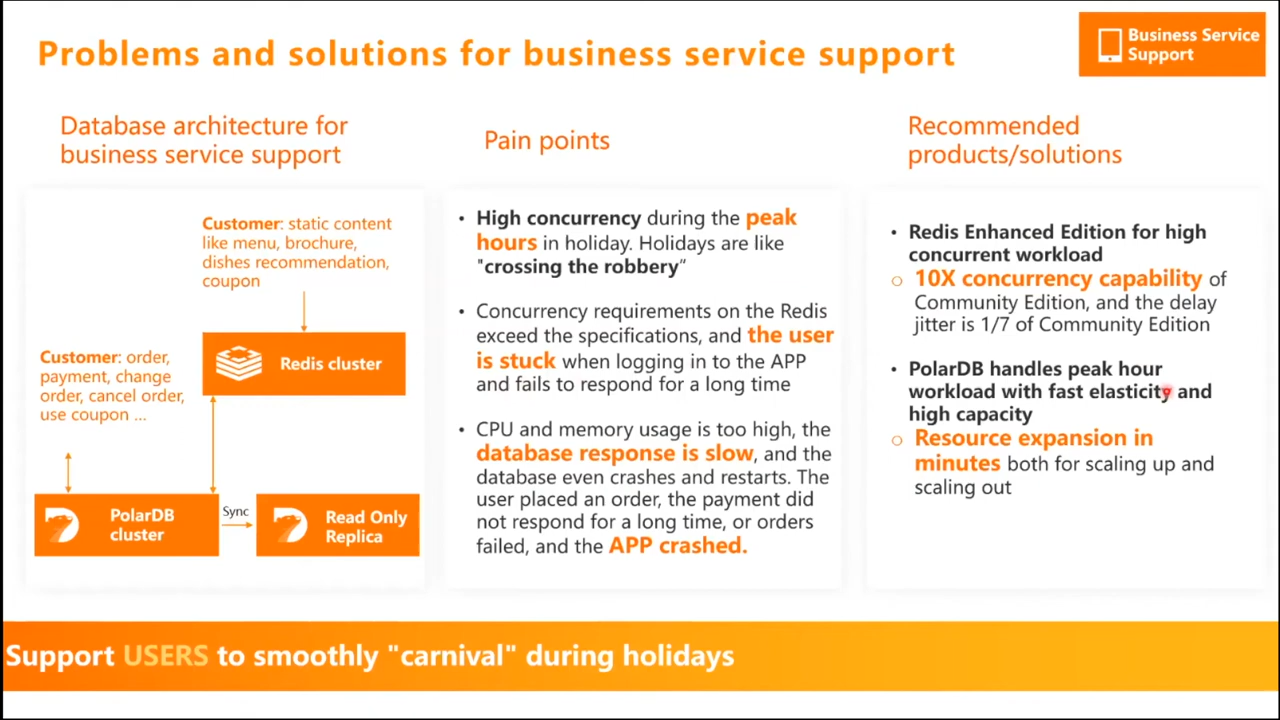 Problems and solutions for business service support
Business Service
Support
Database architecture for
business service support
Customer: static content
like menu, brochure,
dishes recommendation,
coupon
Redis cluster
Customer: order,
payment, change
order, cancel order,
use coupon ...
PolarDB
cluster
Sync
Read Only
Replica
Pain points
• High concurrency during the peak
hours in holiday. Holidays are like
"crossing the robbery“
• Concurrency requirements on the Redis
exceed the specifications, and the user
is stuck when logging in to the APP
and fails to respond for a long time
• CPU and memory usage is too high, the
database response is slow, and the
database even crashes and restarts. The
user placed an order, the payment did
not respond for a long time, or orders
failed, and the APP crashed.
Recommended
products/solutions
• Redis Enhanced Edition for high
concurrent workload
○ 10X concurrency capability of
Community Edition, and the delay
jitter is 1/7 of Community Edition
• PolarDB handles peak hour
workload with fast elasticity and
high capacity
○ Resource expansion in
minutes both for scaling up and
scaling out
Support USERS to smoothly "carnival" during holidays